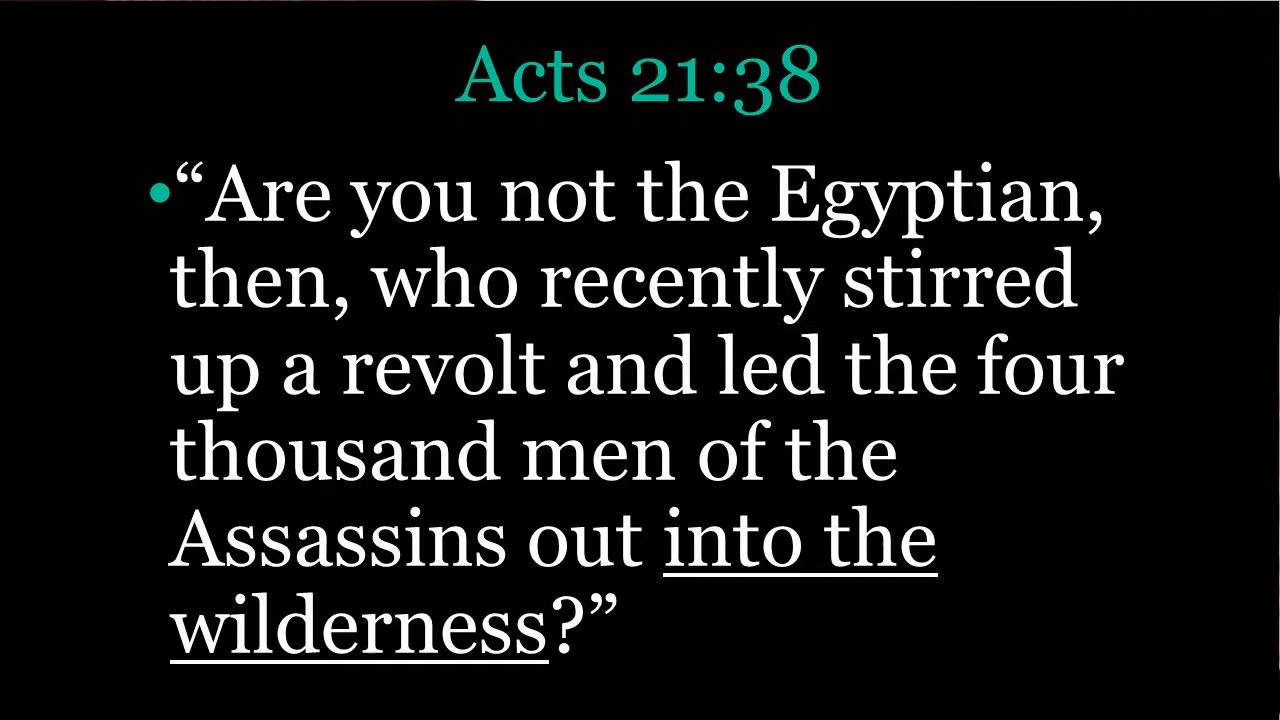 Acts 21:38
•“Are you not the Egyptian,
then, who recently stirred
up a revolt and led the four
thousand men of the
Assassins out into the
wilderness?”